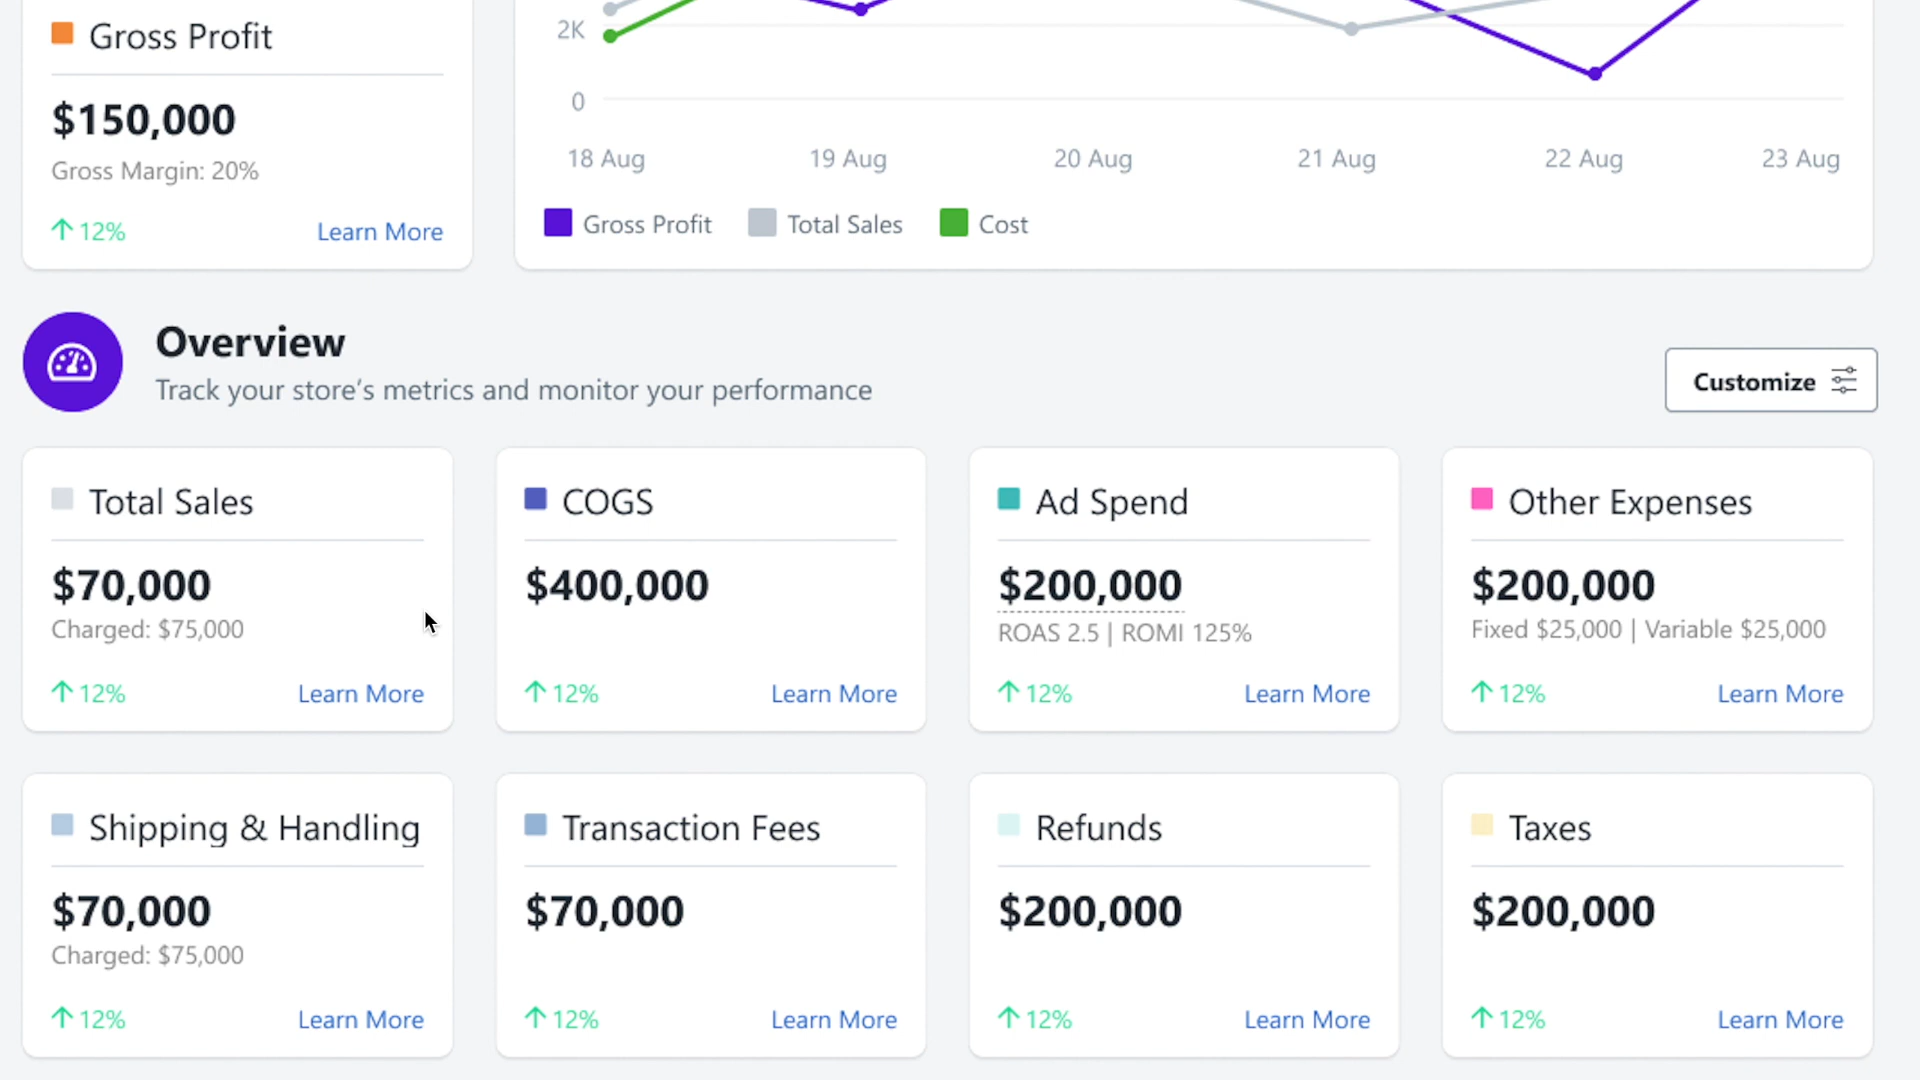 Gross Profit
$150,000
Gross Margin: 20%
12%
Learn More
2K
0
18 Aug
19 Aug
20 Aug
21 Aug
22 Aug
23 Aug
Gross Profit
Total Sales
Cost
Overview
Track your store's metrics and monitor your performance
Customize
Total Sales
$70,000
Charged: $75,000
12%
Learn More
COGS
$400,000
12%
Learn More
Ad Spend
$200,000
ROAS 2.5 | ROMI 125%
12%
Learn More
Other Expenses
$200,000
Fixed $25,000 | Variable $25,000
12%
Learn More
Shipping & Handling
$70,000
Charged: $75,000
12%
Learn More
Transaction Fees
$70,000
12%
Learn More
Refunds
$200,000
12%
Learn More
Taxes
$200,000
12%
Learn More